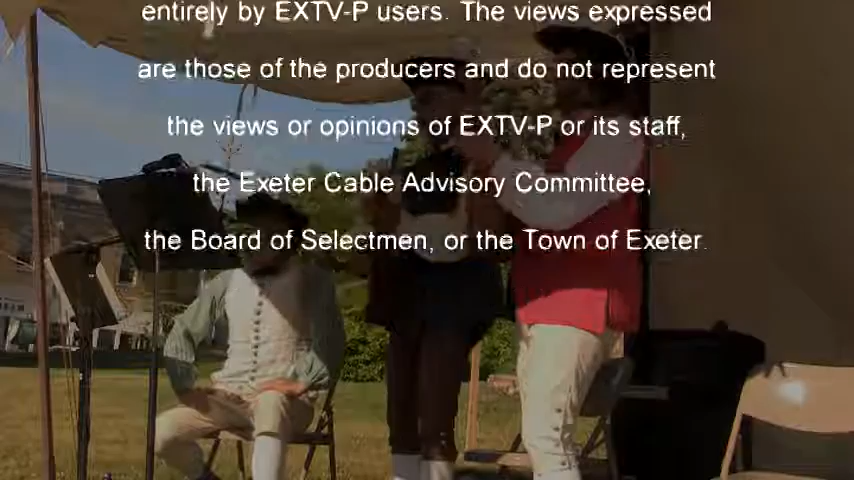 entirely by EXTV-P users. The views expressed
are those of the producers and do not represent
the views or opinions of EXTV-P or its staff,
the Exeter Cable Advisory Committee,
the Board of Selectmen, or the Town of Exeter.